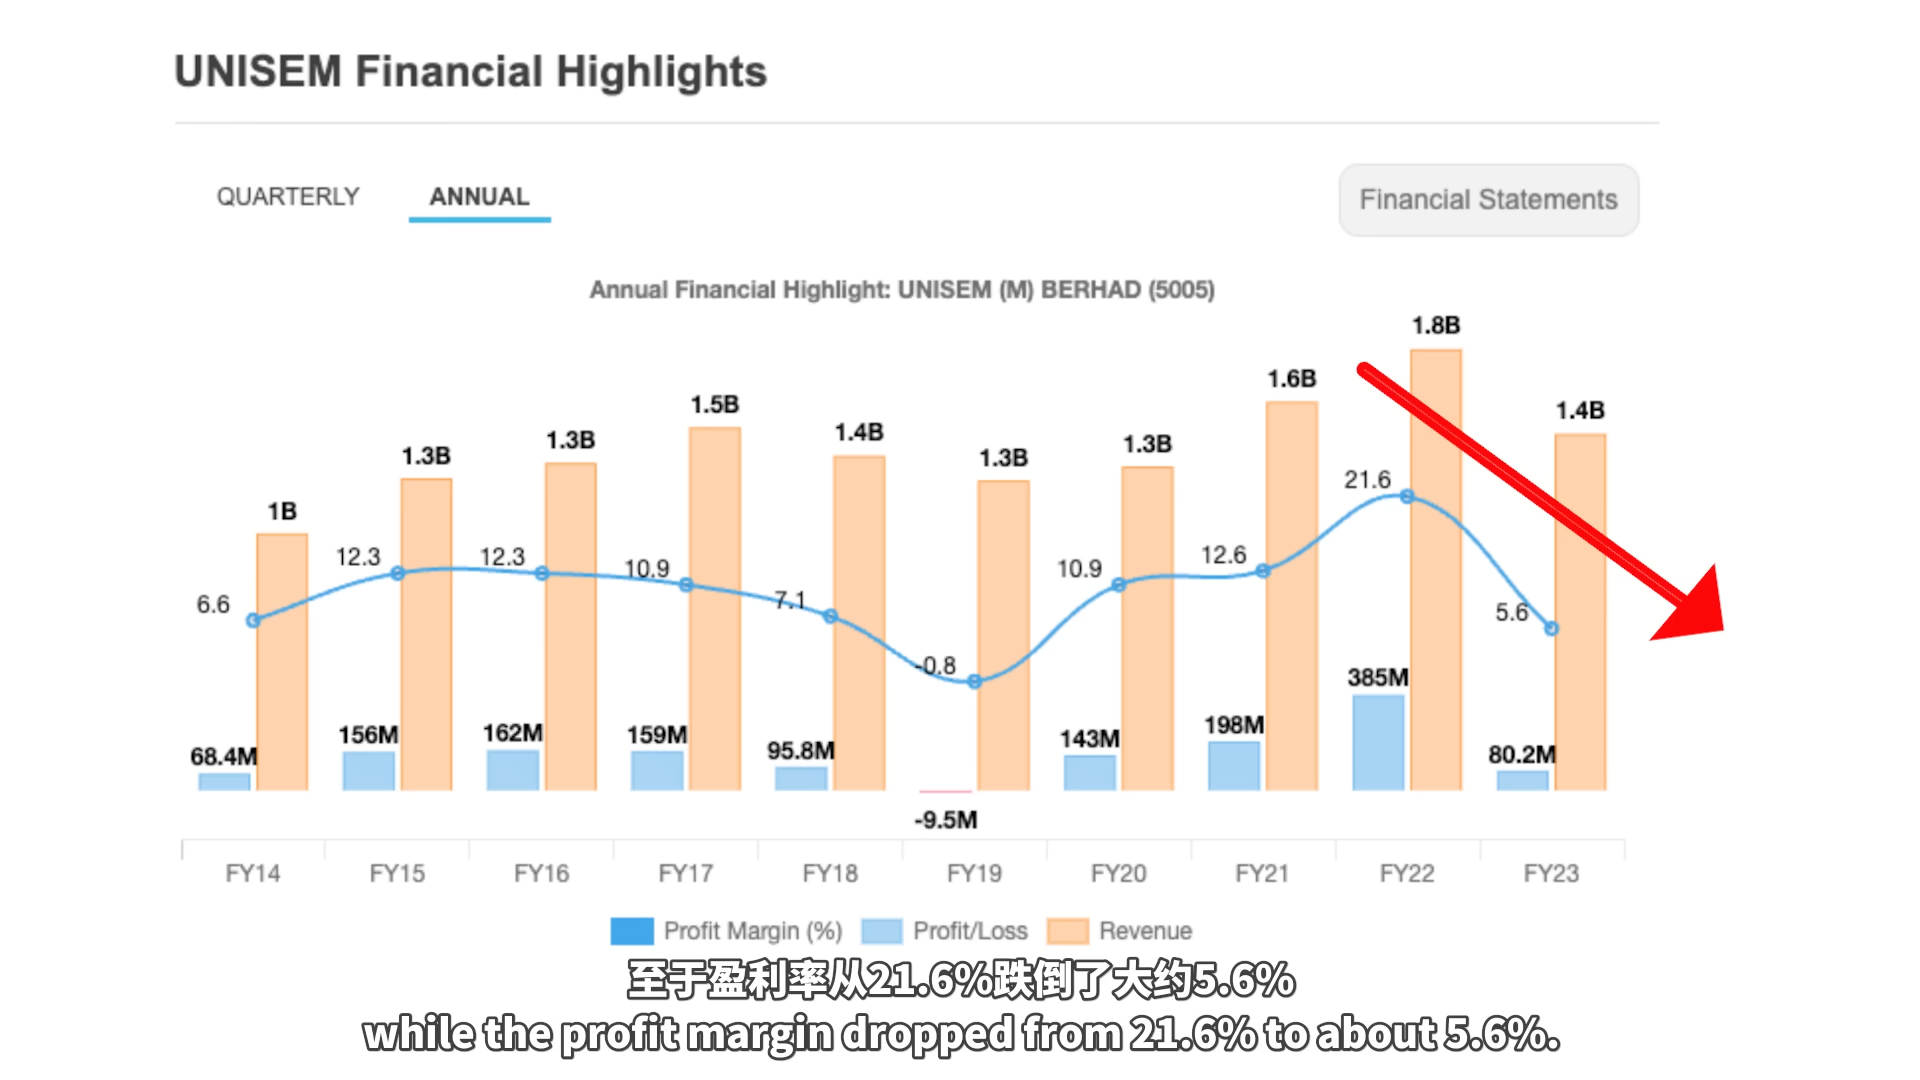 UNISEM Financial Highlights
QUARTERLY ANNUAL Financial Statements
Annual Financial Highlight: UNISEM (M) BERHAD (5005)
1B 1.3B 1.3B 1.5B 1.4B 1.3B 1.3B 1.6B 1.8B 1.4B
6.6 12.3 12.3 10.9 7.1 -0.8 10.9 12.6 21.6 5.6
68.4M 156M 162M 159M 95.8M -9.5M 143M 198M 385M 80.2M
FY14 FY15 FY16 FY17 FY18 FY19 FY20 FY21 FY22 FY23
Profit Margin (%) Profit/Loss Revenue
至于盈利率从21.6%跌倒了大约5.6%
while the profit margin dropped from 21.6% to about 5.6%.